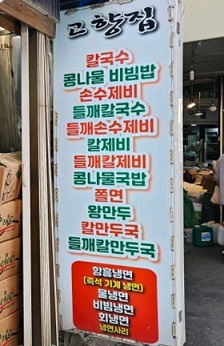 고향집
칼국수
콩나물 비빔밥
손수제비
들깨칼국수
들깨손수제비
칼제비
들깨칼제비
콩나물국밥
쫄면
왕만두
칼만두국
들깨칼만두국
함흥냉면
(즉석 기계 냉면)
물냉면
비빔냉면
회냉면
냉면사리